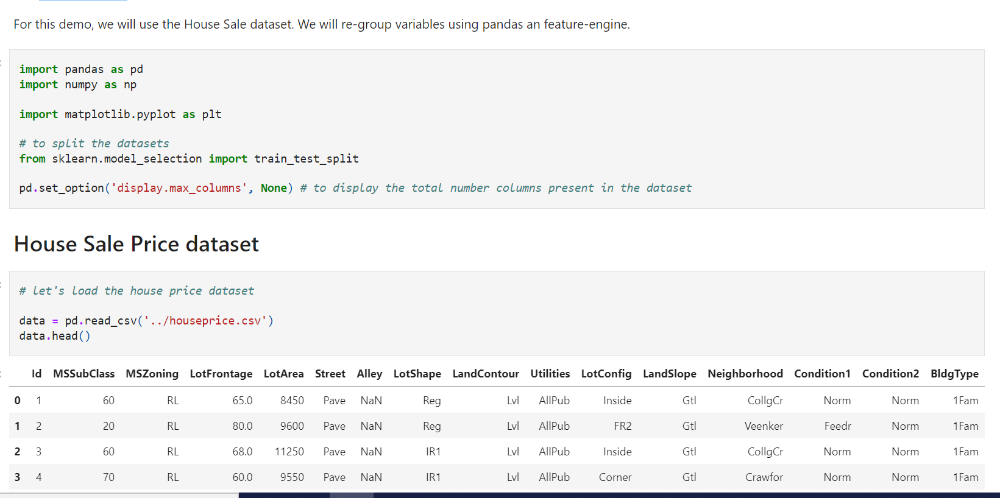 For this demo, we will use the House Sale dataset. We will re-group variables using pandas an feature-engine.
import pandas as pd
import numpy as np
import matplotlib.pyplot as plt
# to split the datasets
from sklearn.model_selection import train_test_split
pd.set_option('display.max_columns', None) # to display the total number columns present in the dataset
House Sale Price dataset
# let's load the house price dataset
data = pd.read_csv('../houseprice.csv')
data.head()
Id MSSubClass MSZoning LotFrontage LotArea Street Alley LotShape LandContour Utilities LotConfig LandSlope Neighborhood Condition1 Condition2 BldgType
0 1 60 RL 65.0 8450 Pave NaN Reg Lvl AllPub Inside Gtl CollgCr Norm Norm 1Fam
1 2 20 RL 80.0 9600 Pave NaN Reg Lvl AllPub FR2 Gtl Veenker Feedr Norm 1Fam
2 3 60 RL 68.0 11250 Pave NaN IR1 Lvl AllPub Inside Gtl CollgCr Norm Norm 1Fam
3 4 70 RL 60.0 9550 Pave NaN IR1 Lvl AllPub Corner Gtl Crawfor Norm Norm 1Fam